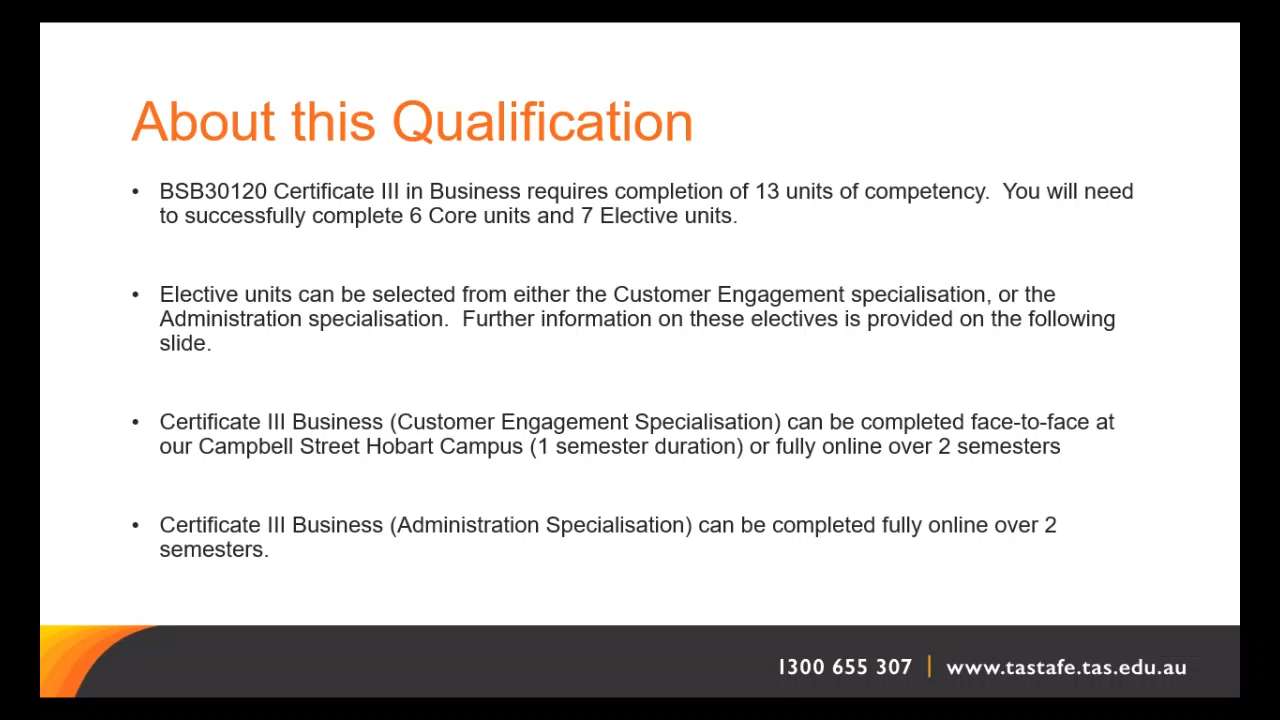 About this Qualification
• BSB30120 Certificate III in Business requires completion of 13 units of competency.  You will need
to successfully complete 6 Core units and 7 Elective units.
• Elective units can be selected from either the Customer Engagement specialisation, or the
Administration specialisation.  Further information on these electives is provided on the following
slide.
• Certificate III Business (Customer Engagement Specialisation) can be completed face-to-face at
our Campbell Street Hobart Campus (1 semester duration) or fully online over 2 semesters
• Certificate III Business (Administration Specialisation) can be completed fully online over 2
semesters.
1300 655 307 | www.tastafe.tas.edu.au